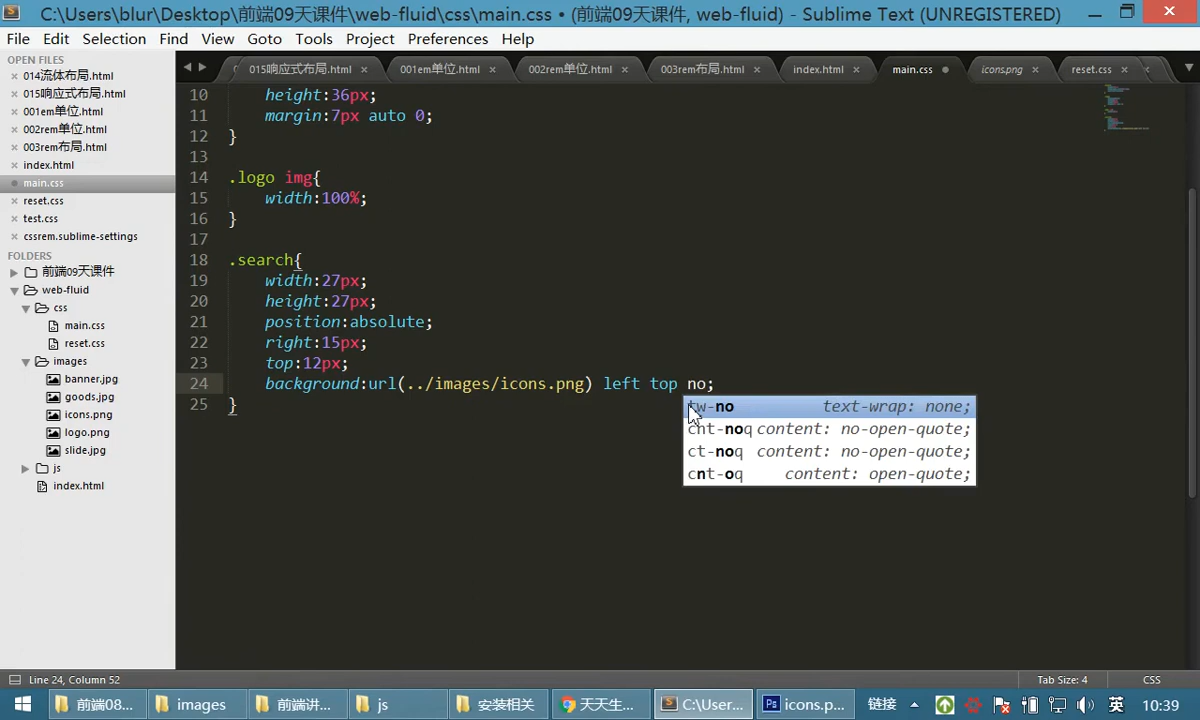 C:\Users\blur\Desktop\前端09天课件\web-fluid\css\main.css • (前端09天课件, web-fluid) - Sublime Text (UNREGISTERED)
File Edit Selection Find View Goto Tools Project Preferences Help
OPEN FILES
014流体布局.html
015响应式布局.html
001em单位.html
002rem单位.html
003rem布局.html
index.html
main.css
reset.css
test.css
cssrem.sublime-settings
FOLDERS
前端09天课件
web-fluid
css
main.css
reset.css
images
banner.jpg
goods.jpg
icons.png
logo.png
slide.jpg
js
index.html
015响应式布局.html 001em单位.html 002rem单位.html 003rem布局.html index.html main.css icons.png reset.css
10 height:36px;
11 margin:7px auto 0;
12 }
13
14 .logo img{
15 width:100%;
16 }
17
18 .search{
19 width:27px;
20 height:27px;
21 position:absolute;
22 right:15px;
23 top:12px;
24 background:url(../images/icons.png) left top no;
25 }
tw-no text-wrap: none;
cnt-noq content: no-open-quote;
ct-noq content: no-open-quote;
cnt-oq content: open-quote;
Line 24, Column 52 Tab Size: 4 CSS
前端08... images 前端讲... js 安装相关 天天生... C:\User... icons.p... 链接 英 10:39